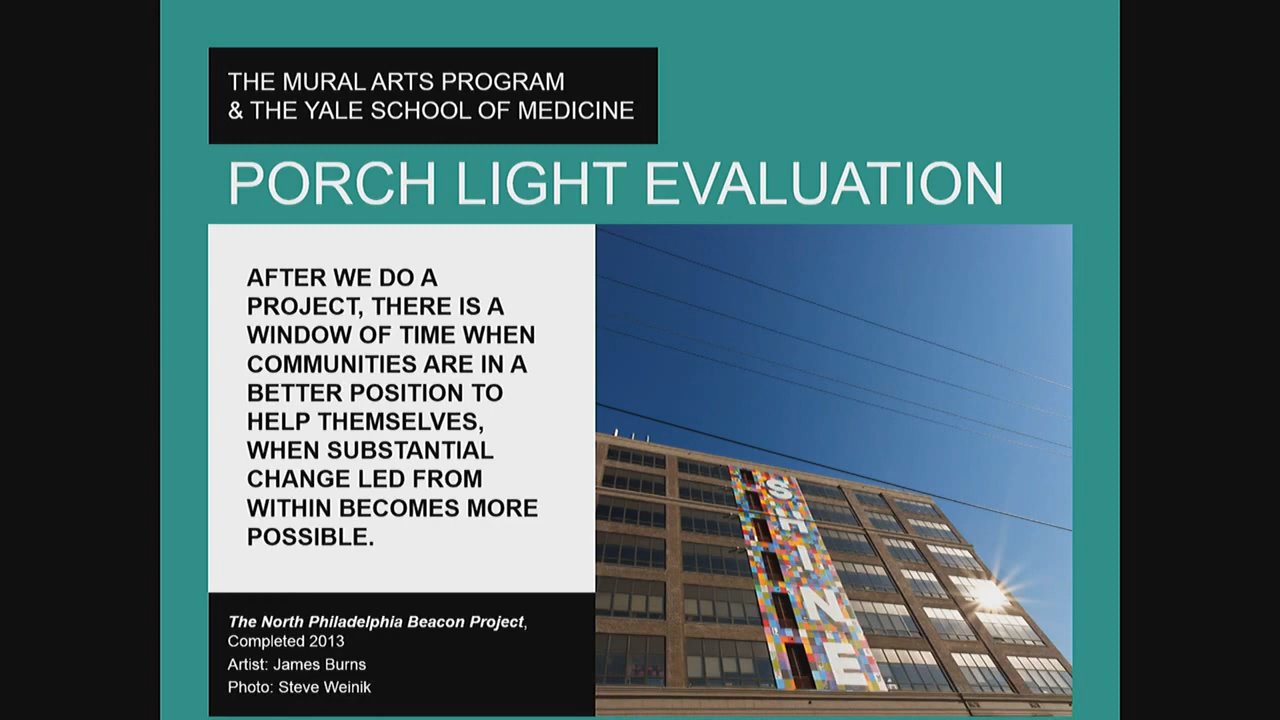 THE MURAL ARTS PROGRAM
& THE YALE SCHOOL OF MEDICINE
PORCH LIGHT EVALUATION
AFTER WE DO A
PROJECT, THERE IS A
WINDOW OF TIME WHEN
COMMUNITIES ARE IN A
BETTER POSITION TO
HELP THEMSELVES,
WHEN SUBSTANTIAL
CHANGE LED FROM
WITHIN BECOMES MORE
POSSIBLE.
The North Philadelphia Beacon Project,
Completed 2013
Artist: James Burns
Photo: Steve Weinik
SHINE